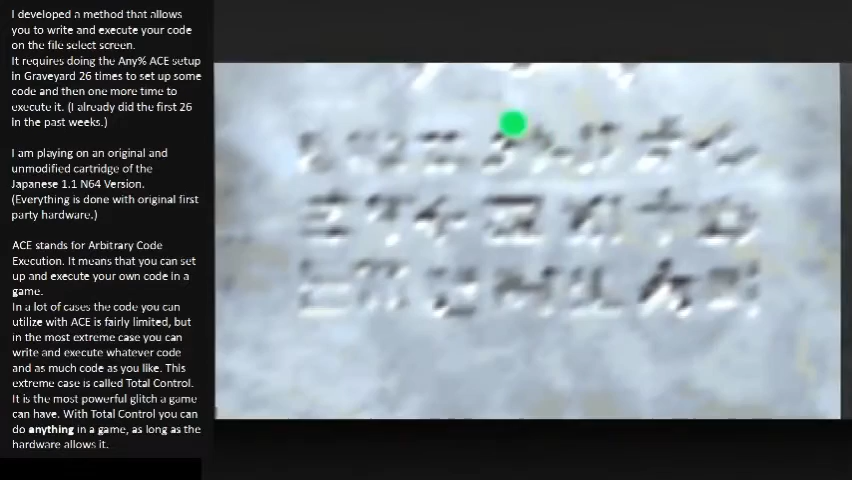 I developed a method that allows
you to write and execute your code
on the file select screen.
It requires doing the Any% ACE setup
in Graveyard 26 times to set up some
code and then one more time to
execute it. (I already did the first 26
in the past weeks.)
I am playing on an original and
unmodified cartridge of the
Japanese 1.1 N64 Version.
(Everything is done with original first
party hardware.)
ACE stands for Arbitrary Code
Execution. It means that you can set
up and execute your own code in a
game.
In a lot of cases the code you can
utilize with ACE is fairly limited, but
in the most extreme case you can
write and execute whatever code
and as much code as you like. This
extreme case is called Total Control.
It is the most powerful glitch a game
can have. With Total Control you can
do anything in a game, as long as the
hardware allows it.